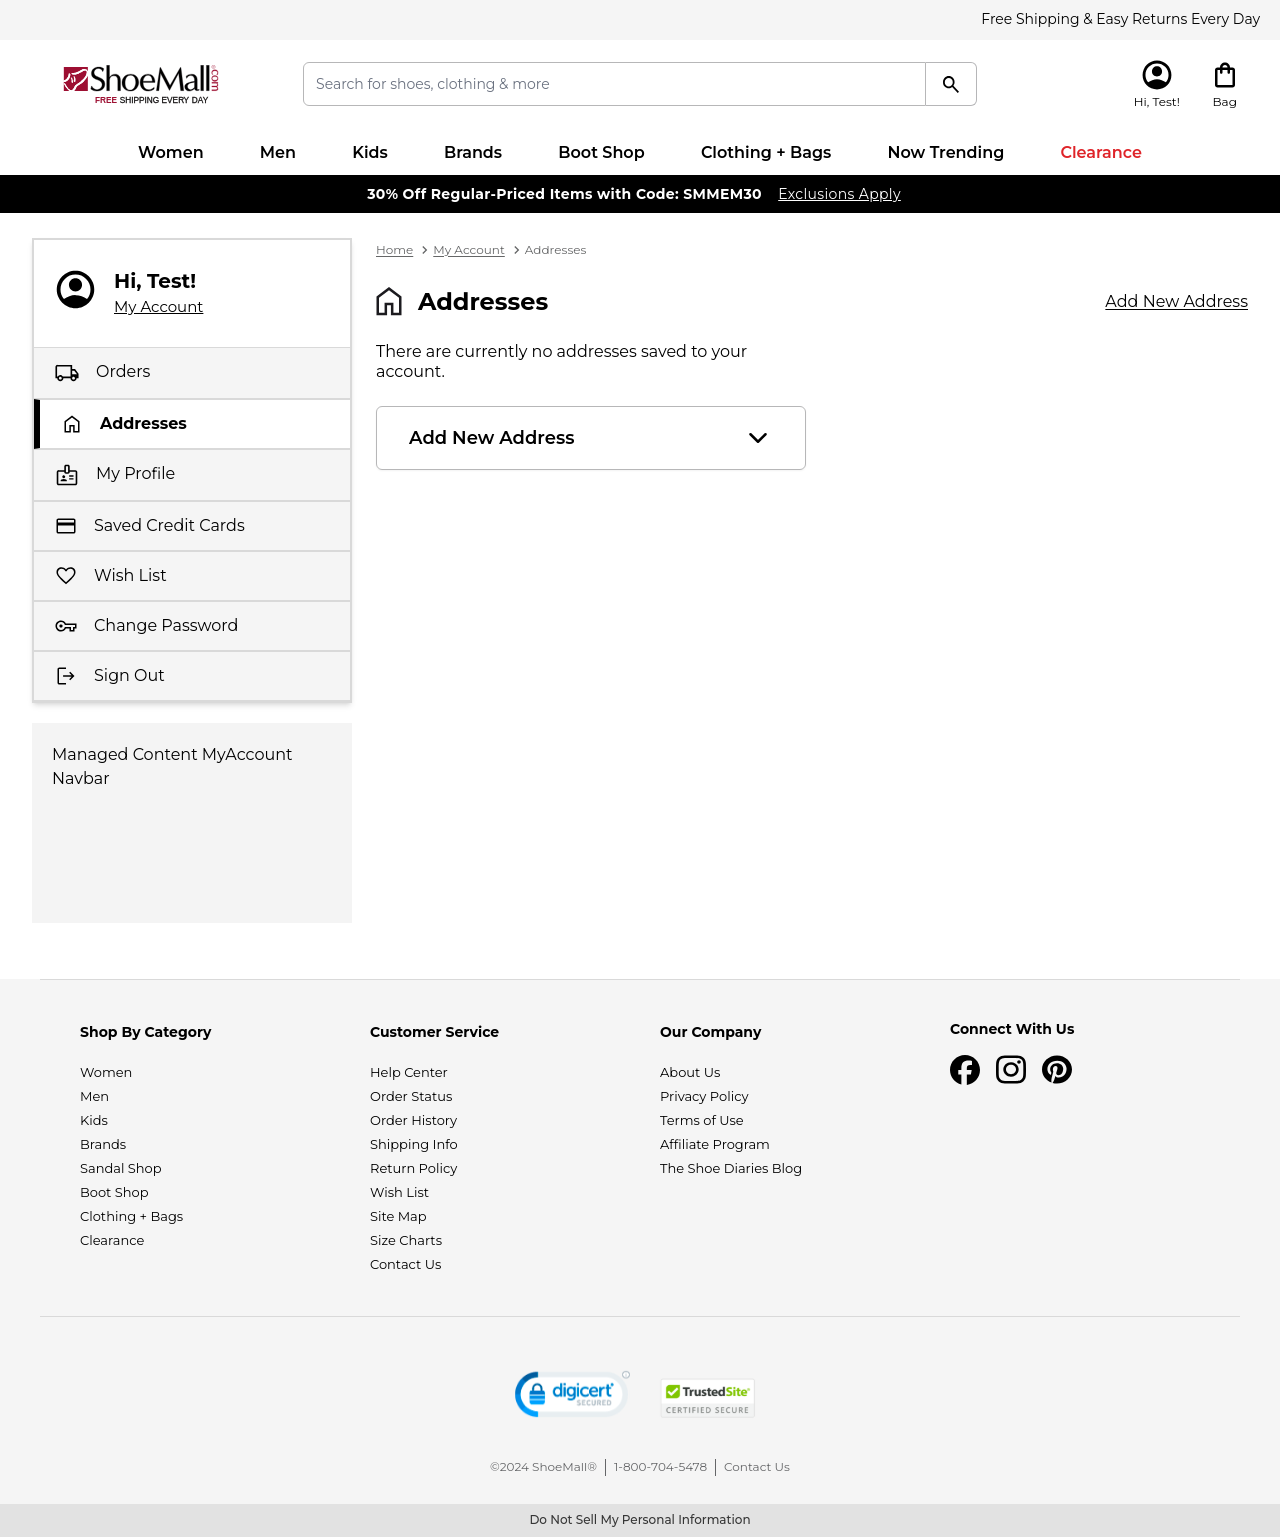 Free Shipping & Easy Returns Every Day
ShoeMall.com
FREE SHIPPING EVERY DAY
Search for shoes, clothing & more
Hi, Test!
Bag
Women
Men
Kids
Brands
Boot Shop
Clothing + Bags
Now Trending
Clearance
30% Off Regular-Priced Items with Code: SMMEM30 Exclusions Apply
Hi, Test!
My Account
Orders
Addresses
My Profile
Saved Credit Cards
Wish List
Change Password
Sign Out
Managed Content MyAccount
Navbar
Home > My Account > Addresses
Addresses
Add New Address
There are currently no addresses saved to your
account.
Add New Address
Shop By Category
Women
Men
Kids
Brands
Sandal Shop
Boot Shop
Clothing + Bags
Clearance
Customer Service
Help Center
Order Status
Order History
Shipping Info
Return Policy
Wish List
Site Map
Size Charts
Contact Us
Our Company
About Us
Privacy Policy
Terms of Use
Affiliate Program
The Shoe Diaries Blog
Connect With Us
digicert
SECURED
TrustedSite
CERTIFIED SECURE
©2024 ShoeMall® | 1-800-704-5478 | Contact Us
Do Not Sell My Personal Information